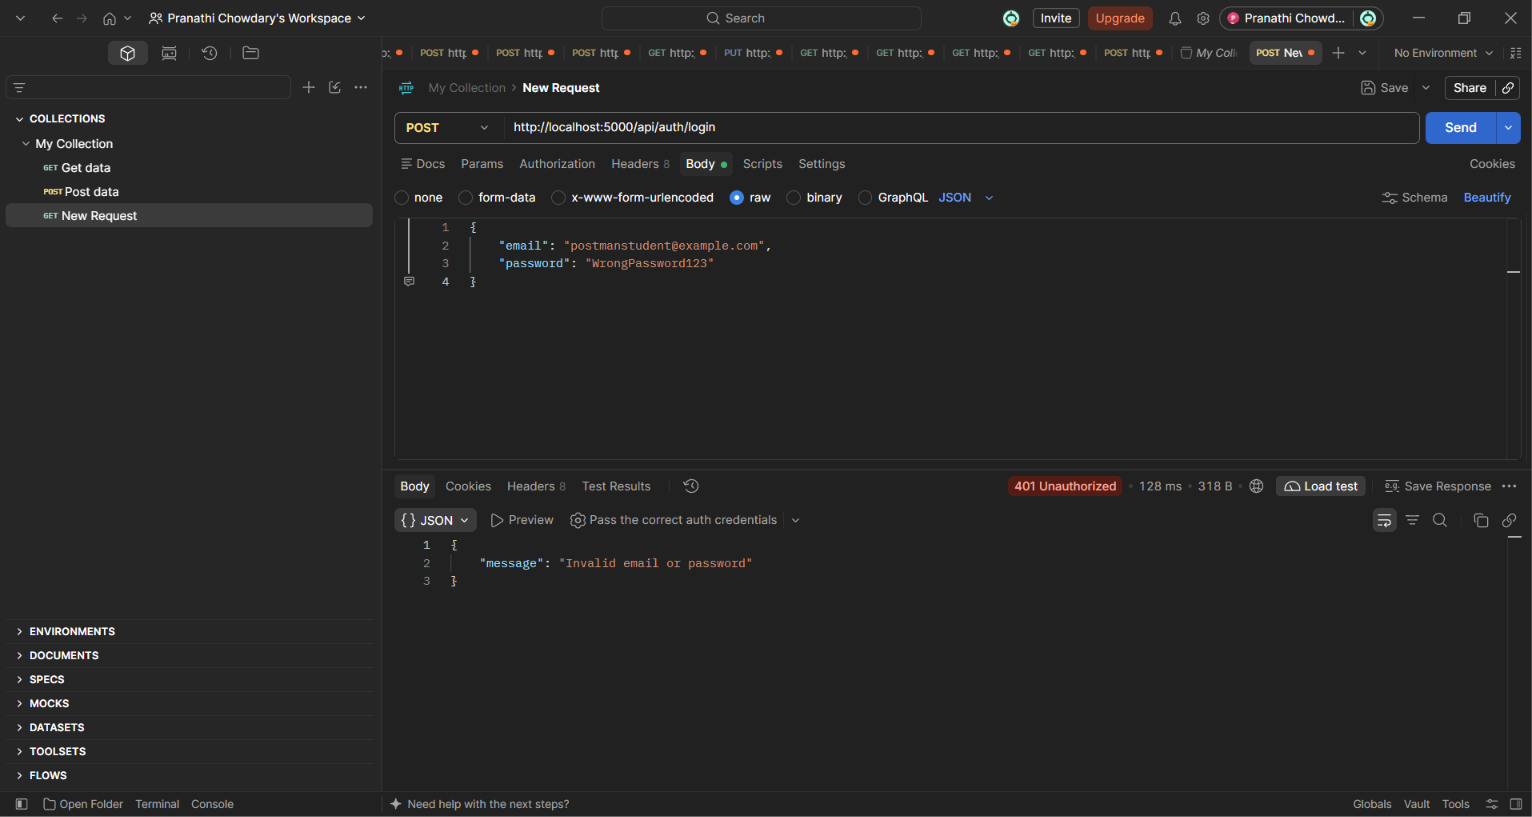 Pranathi Chowdary's Workspace
Search
Invite
Upgrade
Pranathi Chowd...
POST
POST
POST
GET http:
PUT http:
GET http:
GET http:
GET http:
GET http:
POST
My Coll
POST Nev
No Environment
HTTP My Collection > New Request
Save
Share
COLLECTIONS
My Collection
GET Get data
POST Post data
GET New Request
POST http://localhost:5000/api/auth/login
Send
Docs Params Authorization Headers 8 Body Scripts Settings
Cookies
none form-data x-www-form-urlencoded raw binary GraphQL JSON
Schema Beautify
1 {
2 "email": "postmanstudent@example.com",
3 "password": "WrongPassword123"
4 }
Body Cookies Headers 8 Test Results
401 Unauthorized • 128 ms • 318 B •
Load test
e.g. Save Response
{} JSON Preview Pass the correct auth credentials
1 {
2 "message": "Invalid email or password"
3 }
ENVIRONMENTS
DOCUMENTS
SPECS
MOCKS
DATASETS
TOOLSETS
FLOWS
Open Folder Terminal Console
Need help with the next steps?
Globals Vault Tools